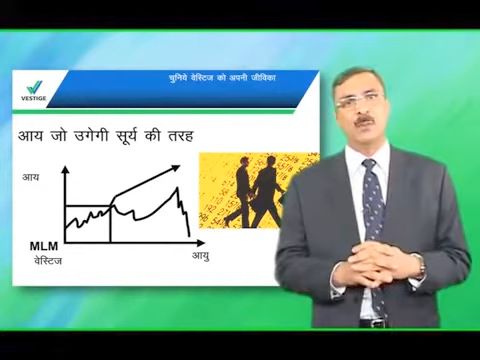 चुनिये वेस्टिज को अपनी जीविका
VESTIGE
आय जो उगेगी सूर्य की तरह
आय
MLM
वेस्टिज
आयु